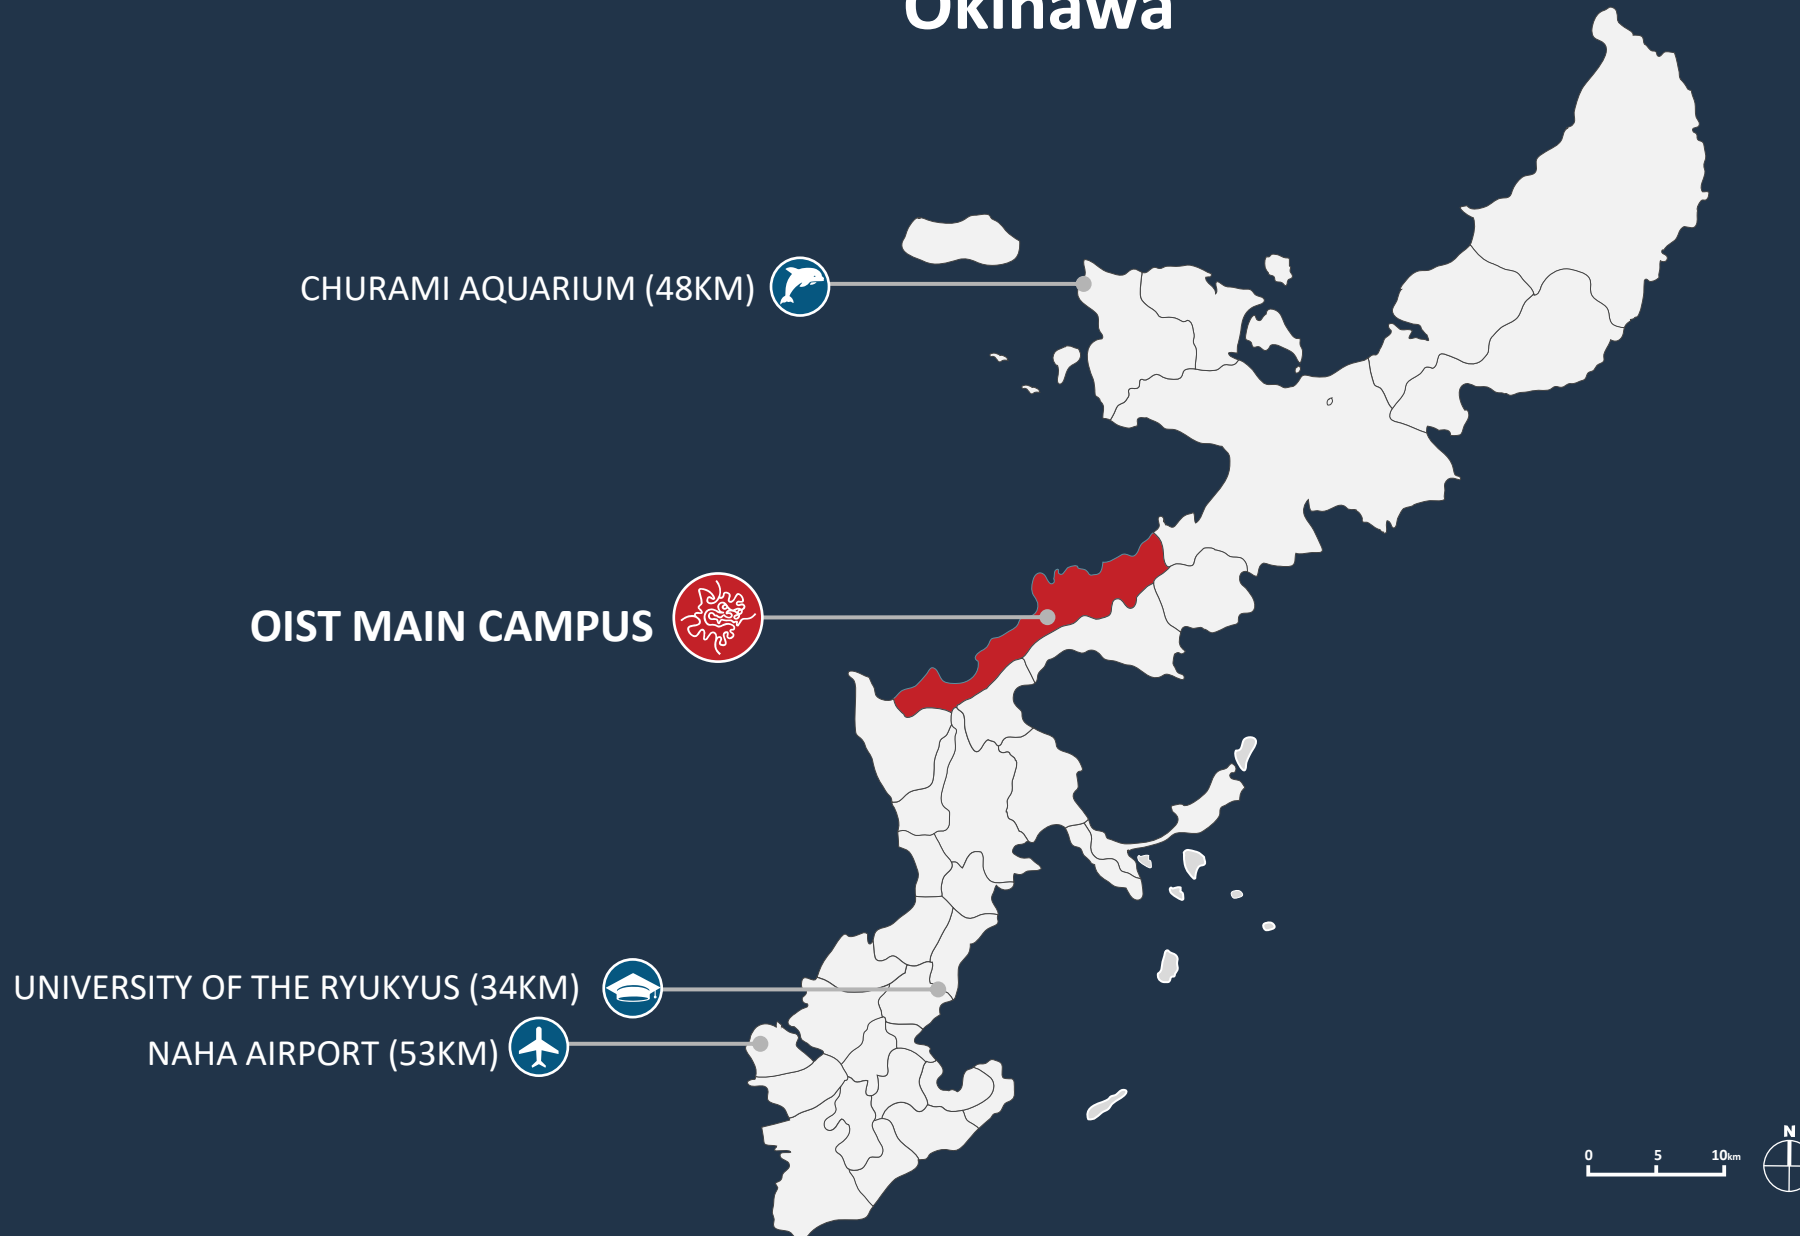 Okinawa
CHURAMI AQUARIUM (48KM)
OIST MAIN CAMPUS
UNIVERSITY OF THE RYUKYUS (34KM)
NAHA AIRPORT (53KM)
N
0 5 10km